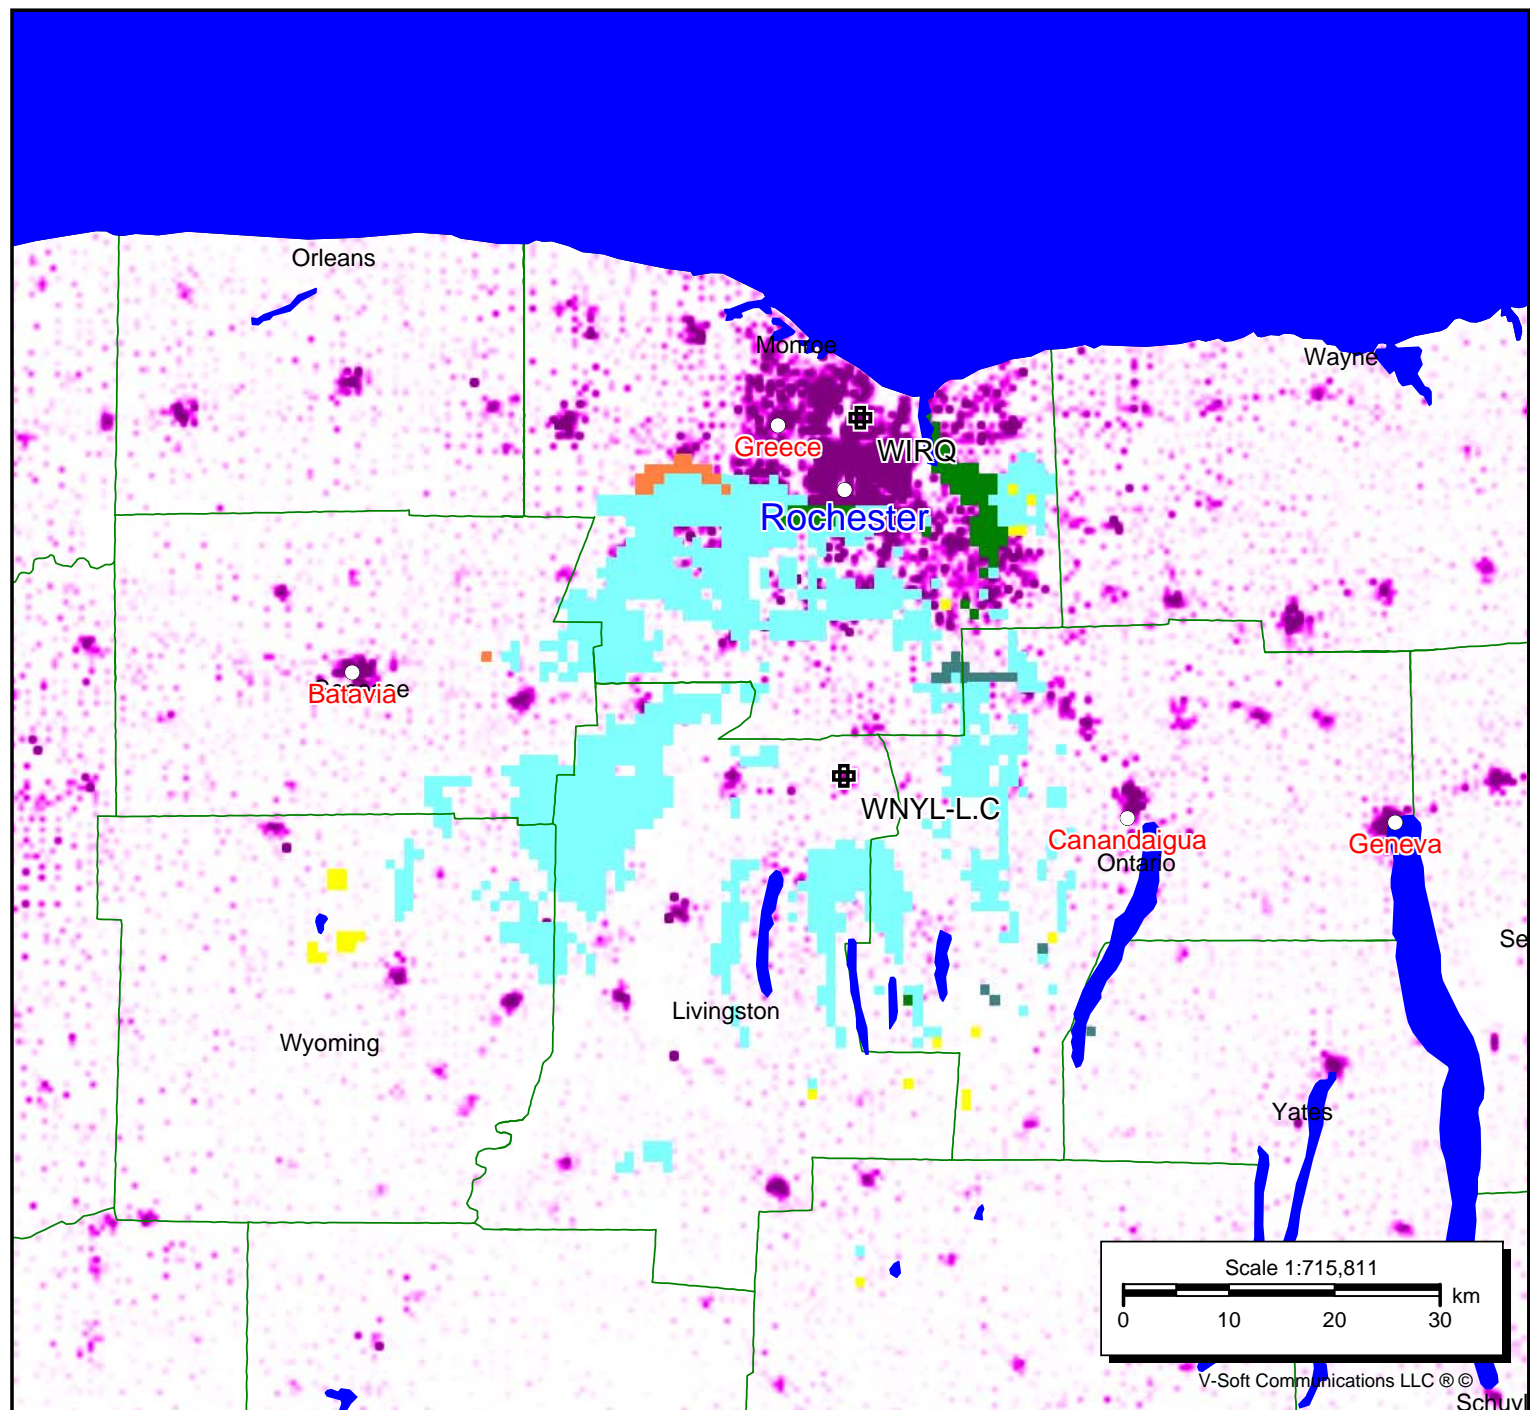 Orleans
Monroe
Wayne
Greece
WIRQ
Rochester
Batavia
WNYL-L.C
Canandaigua
Ontario
Geneva
Livingston
Wyoming
Yates
Scale 1:715,811
km
0 10 20 30
V-Soft Communications LLC ® ©
Se
Schuyl